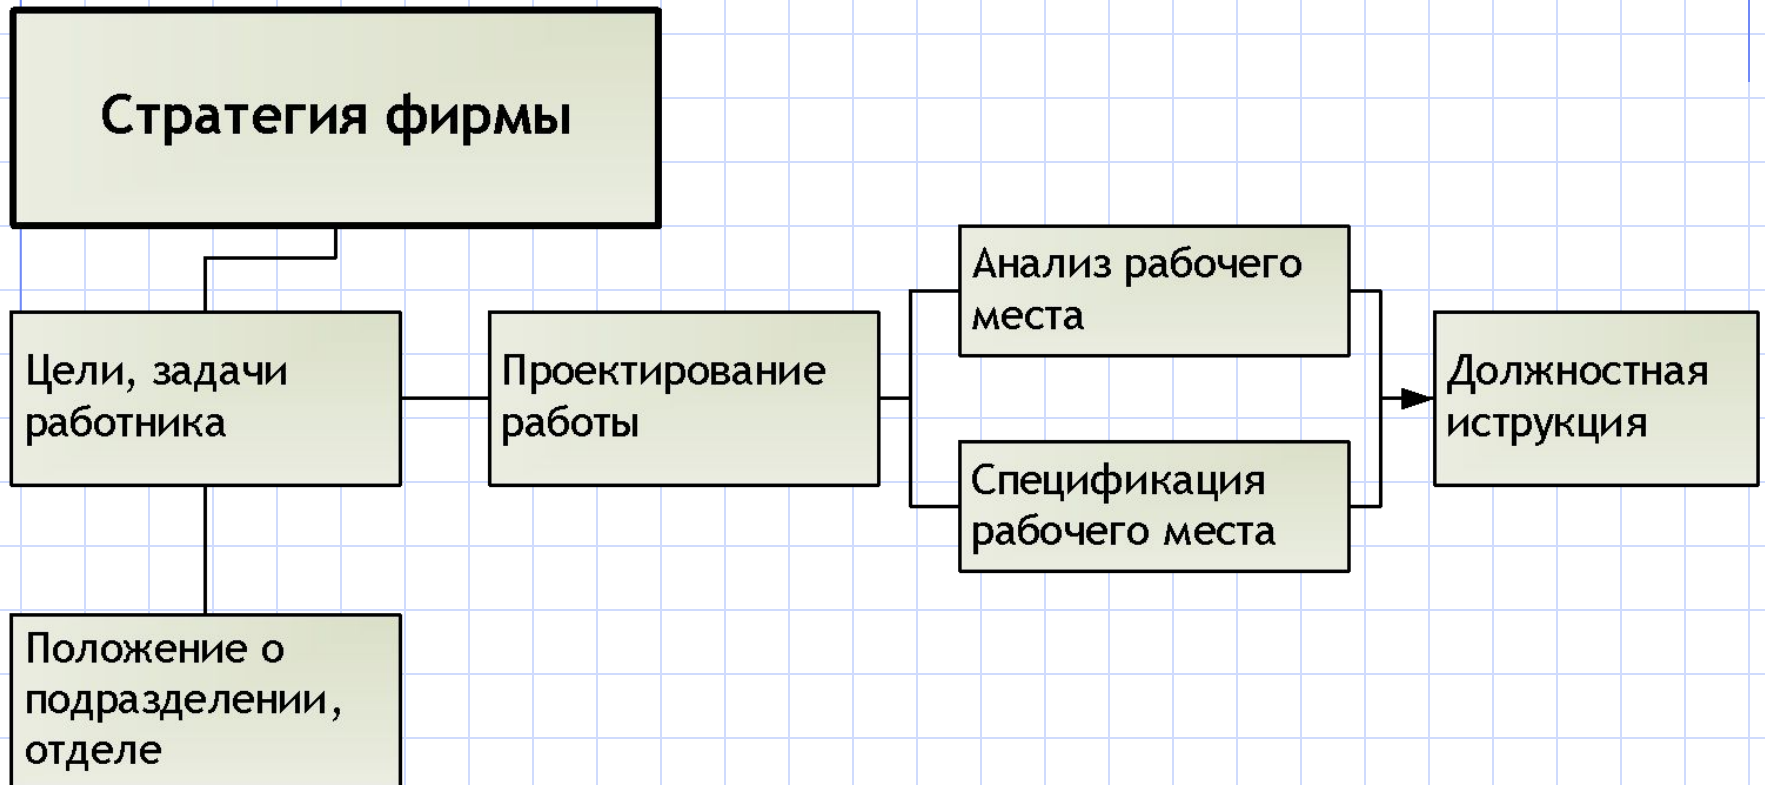 Стратегия фирмы
Цели, задачи
работника
Проектирование
работы
Анализ рабочего
места
Спецификация
рабочего места
Должностная
иструкция
Положение о
подразделении,
отделе